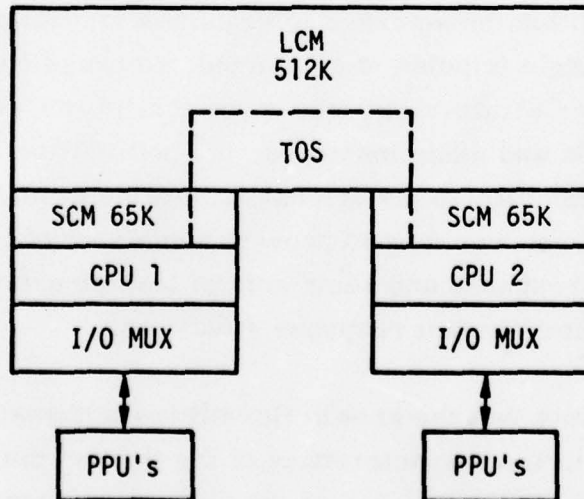 LCM
512K
TOS
SCM 65K
SCM 65K
CPU 1
CPU 2
I/O MUX
I/O MUX
PPU's
PPU's